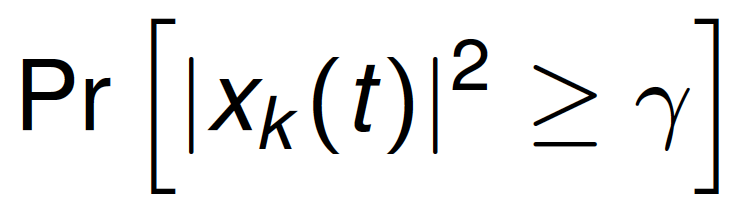 Pr [|x_k(t)|² ≥ γ]